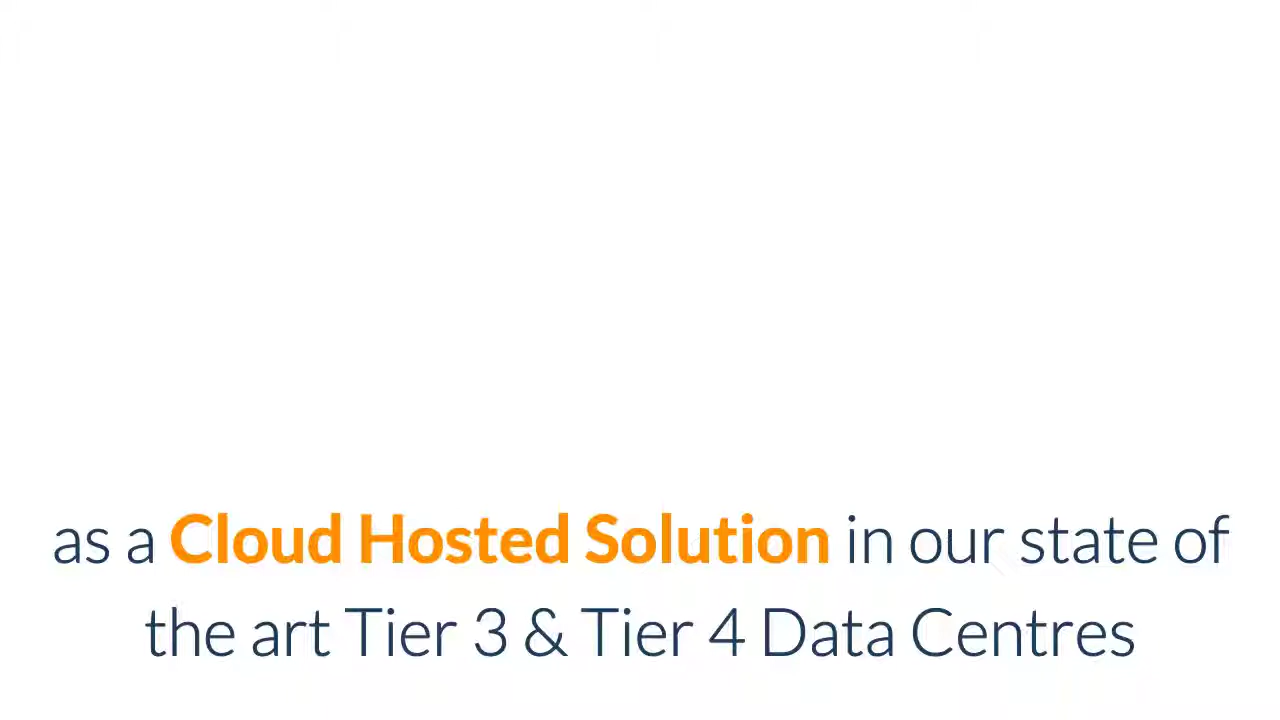 as a Cloud Hosted Solution in our state of
the art Tier 3 & Tier 4 Data Centres